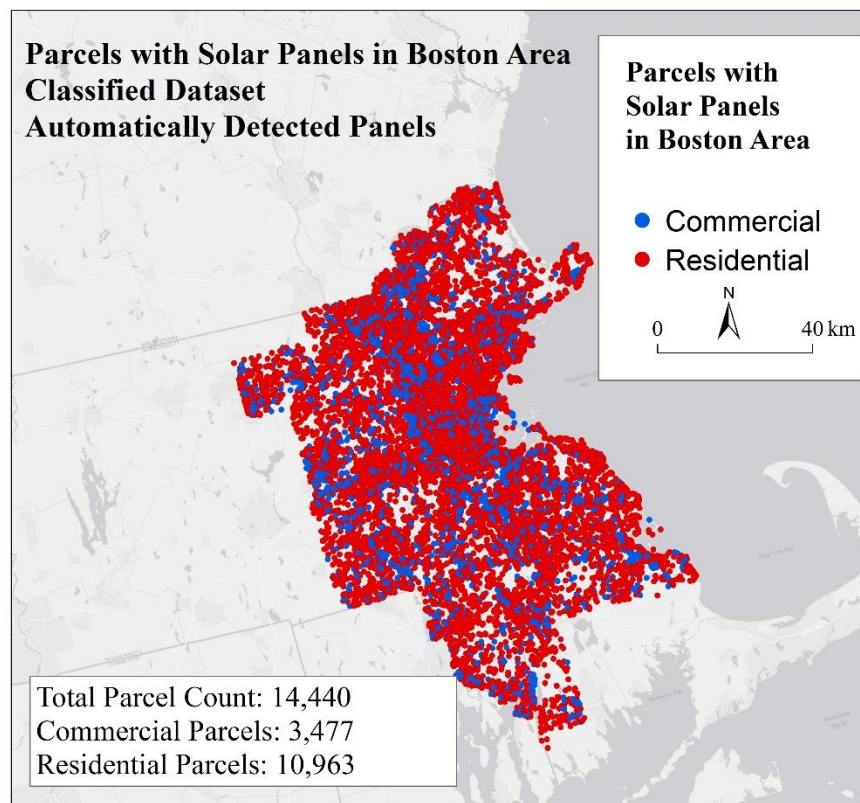 Parcels with Solar Panels in Boston Area
Classified Dataset
Automatically Detected Panels
Parcels with
Solar Panels
in Boston Area
Commercial
Residential
N
0 40 km
Total Parcel Count: 14,440
Commercial Parcels: 3,477
Residential Parcels: 10,963